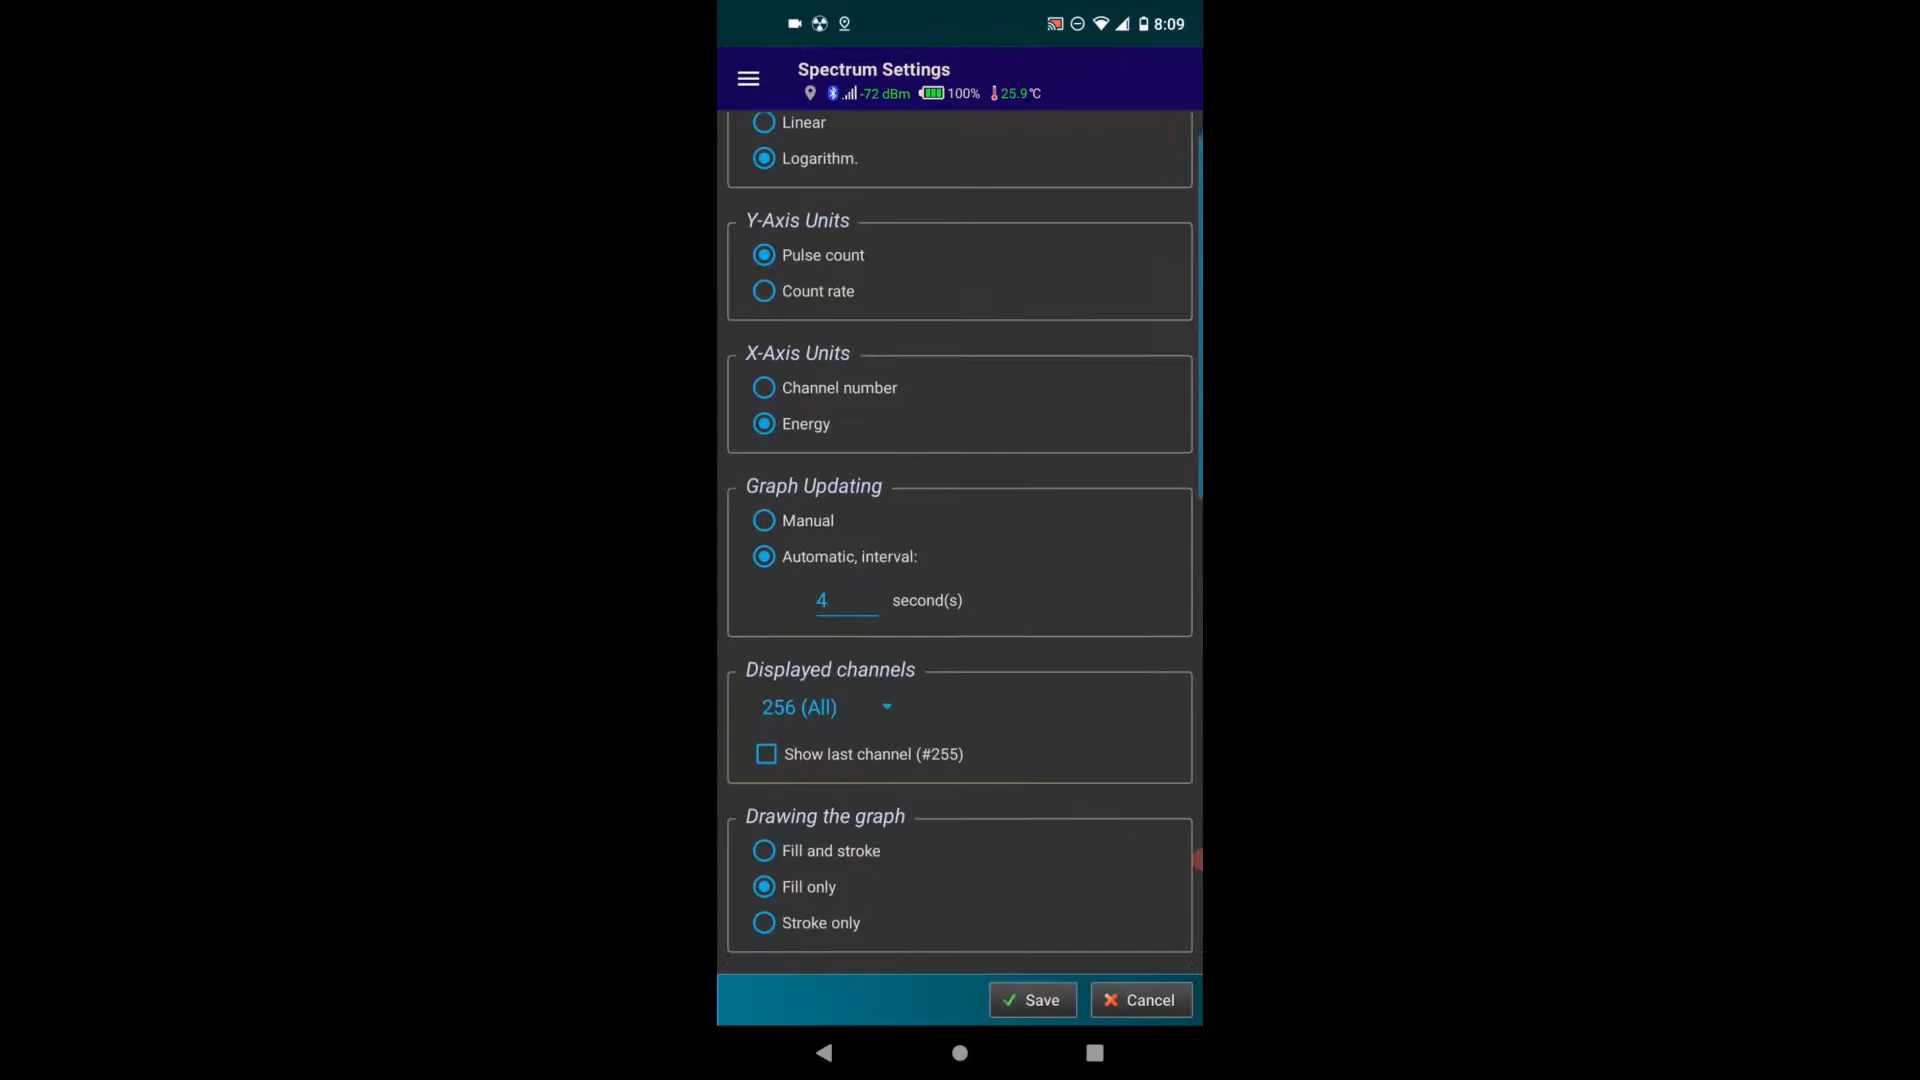 8:09
Spectrum Settings
-72 dBm 100% 25.9°C
Linear
Logarithm.
Y-Axis Units
Pulse count
Count rate
X-Axis Units
Channel number
Energy
Graph Updating
Manual
Automatic, interval:
4 second(s)
Displayed channels
256 (All)
Show last channel (#255)
Drawing the graph
Fill and stroke
Fill only
Stroke only
Save Cancel